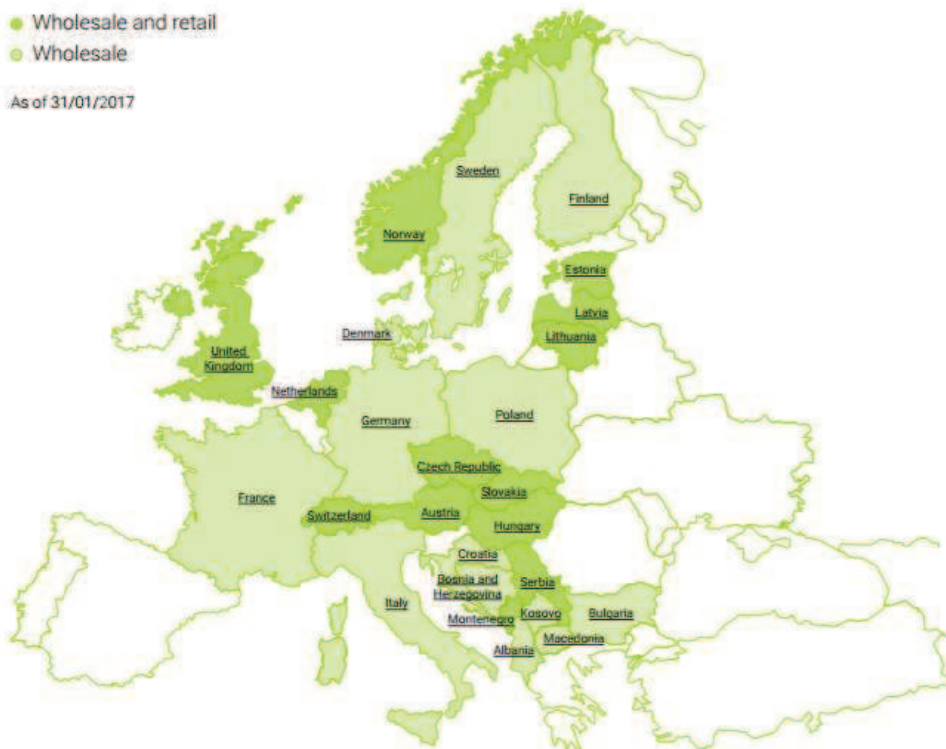 Wholesale and retail
Wholesale
As of 31/01/2017
Sweden
Finland
Norway
Estonia
Latvia
Lithuania
Denmark
United
Kingdom
Netherlands
Germany
Poland
Czech Republic
Slovakia
France
Switzerland
Austria
Hungary
Croatia
Bosnia and
Herzegovina
Serbia
Italy
Montenegro
Kosovo
Bulgaria
Macedonia
Albania